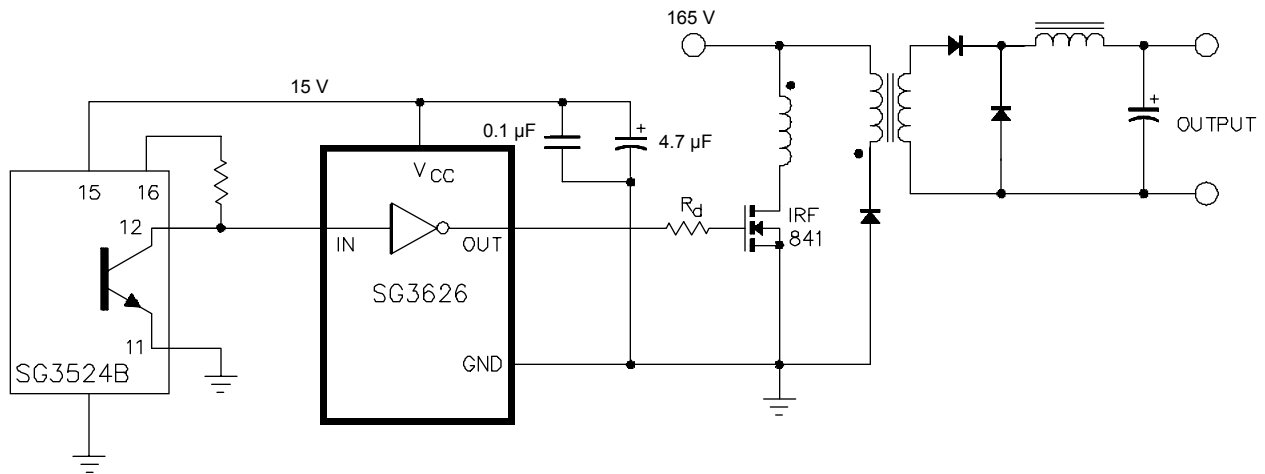 165 V
15 V
0.1 µF
+
4.7 µF
+
OUTPUT
15
16
V CC
12
R d
IRF
841
IN
OUT
SG3626
11
SG3524B
GND